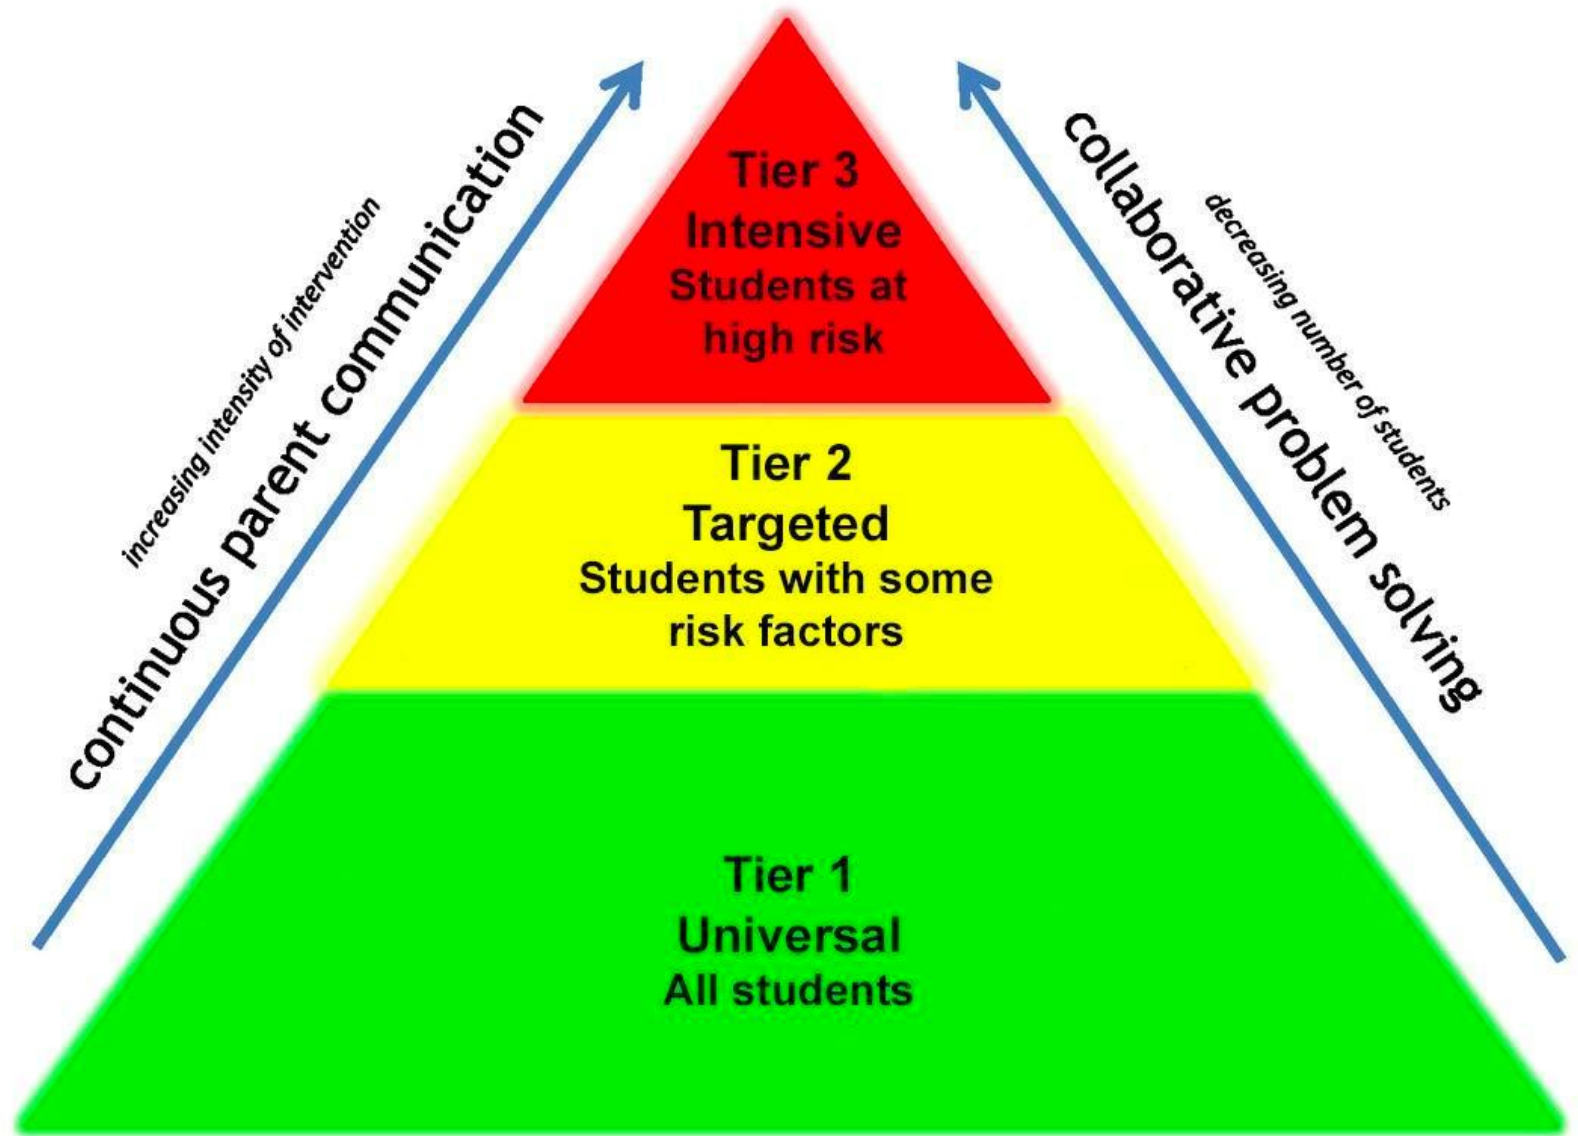 increasing intensity of intervention
continuous parent communication
Tier 3
Intensive
Students at
high risk
collaborative problem solving
decreasing number of students
Tier 2
Targeted
Students with some
risk factors
Tier 1
Universal
All students